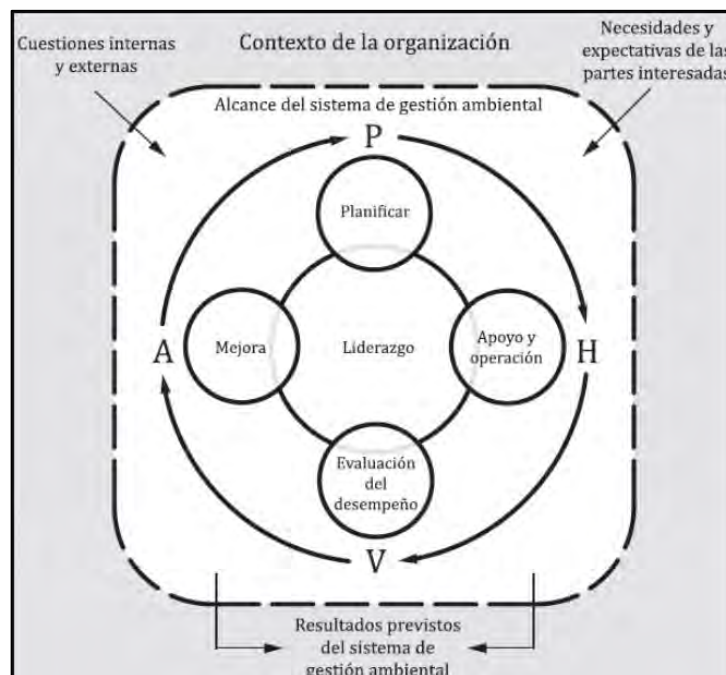 Contexto de la organización
Cuestiones internas
y externas
Necesidades y
expectativas de las
partes interesadas
Alcance del sistema de gestión ambiental
P
Planificar
A
Mejora
Liderazgo
Apoyo y
operación
H
Evaluación
del
desempeño
V
Resultados previstos
del sistema de
gestión ambiental